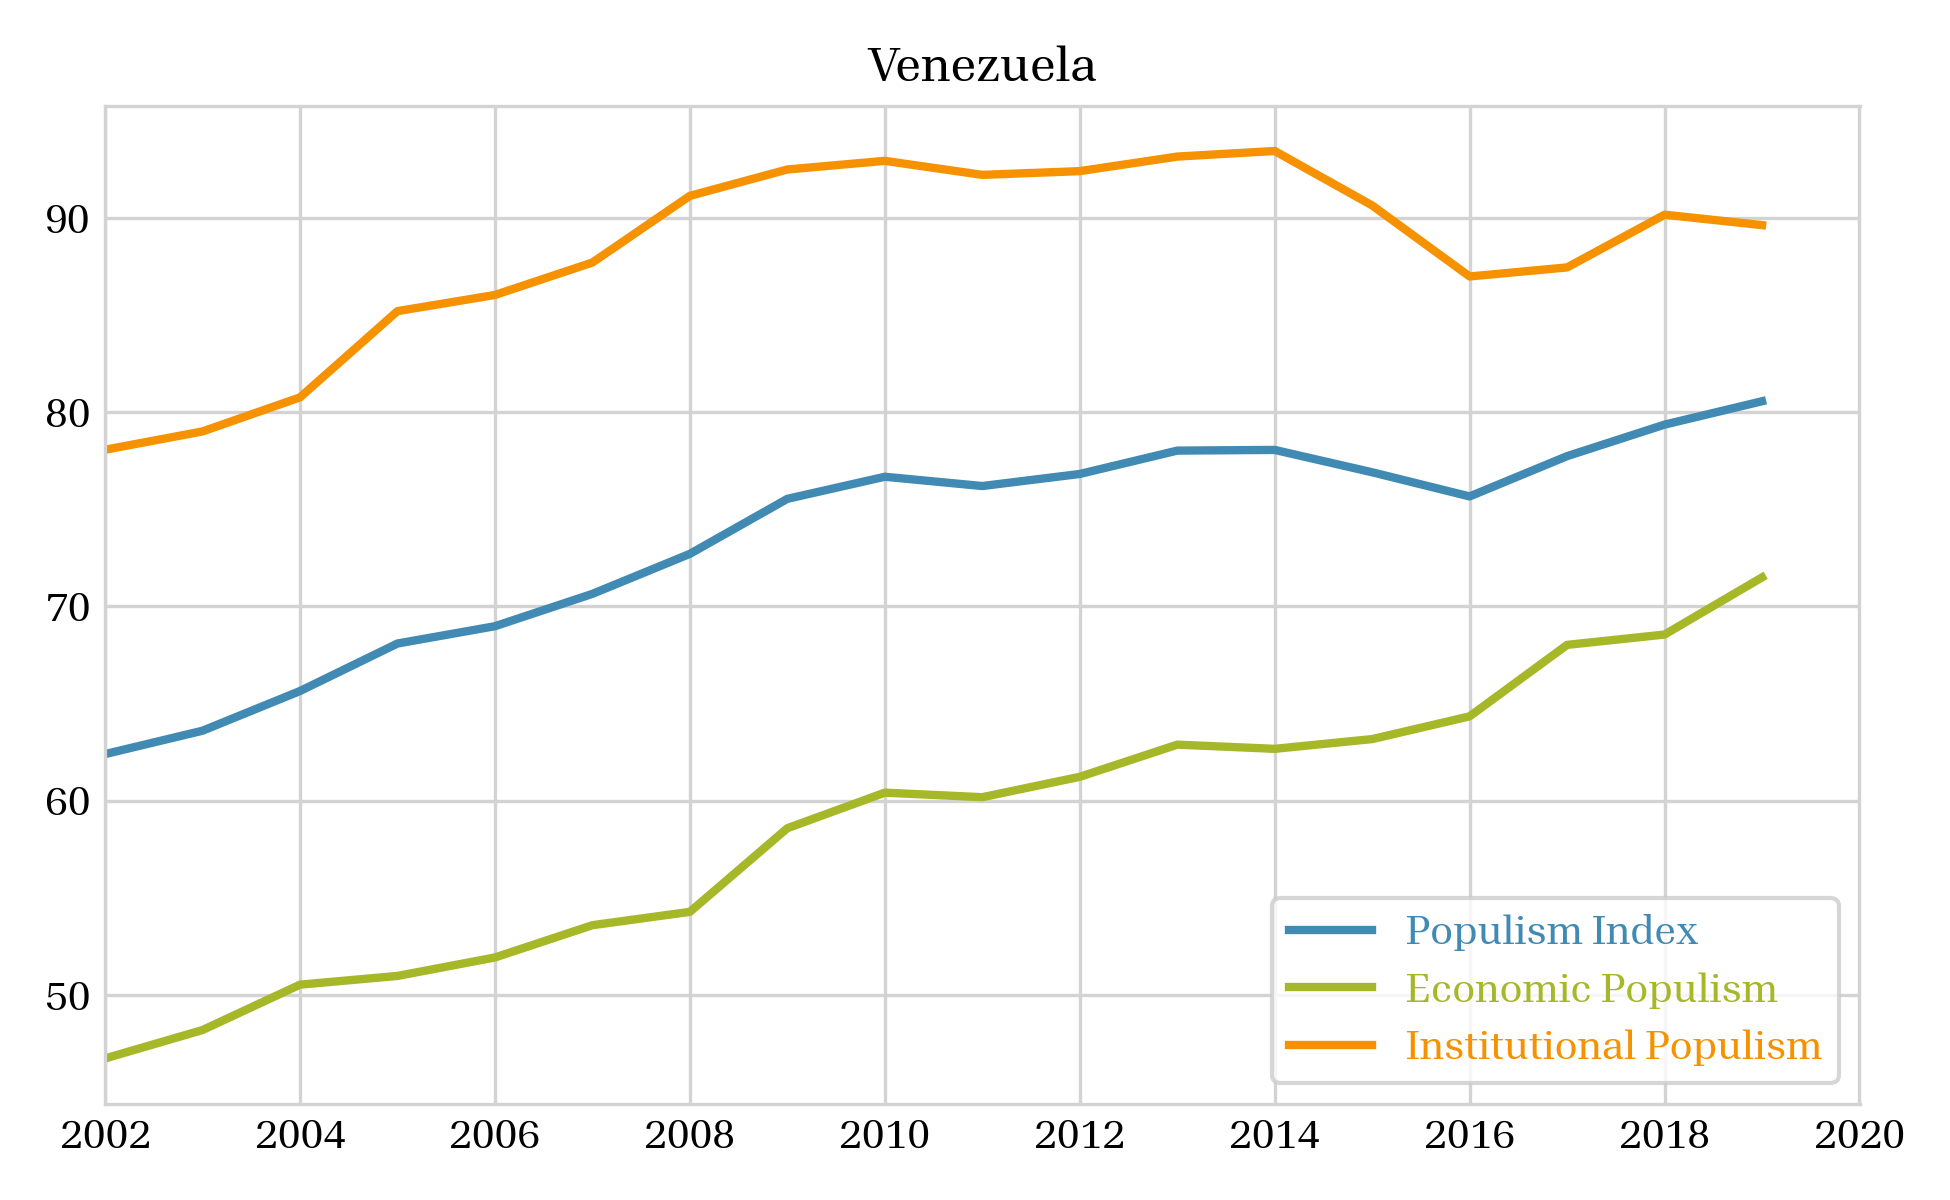 Venezuela
90
80
70
60
50
2002 2004 2006 2008 2010 2012 2014 2016 2018 2020
Populism Index
Economic Populism
Institutional Populism